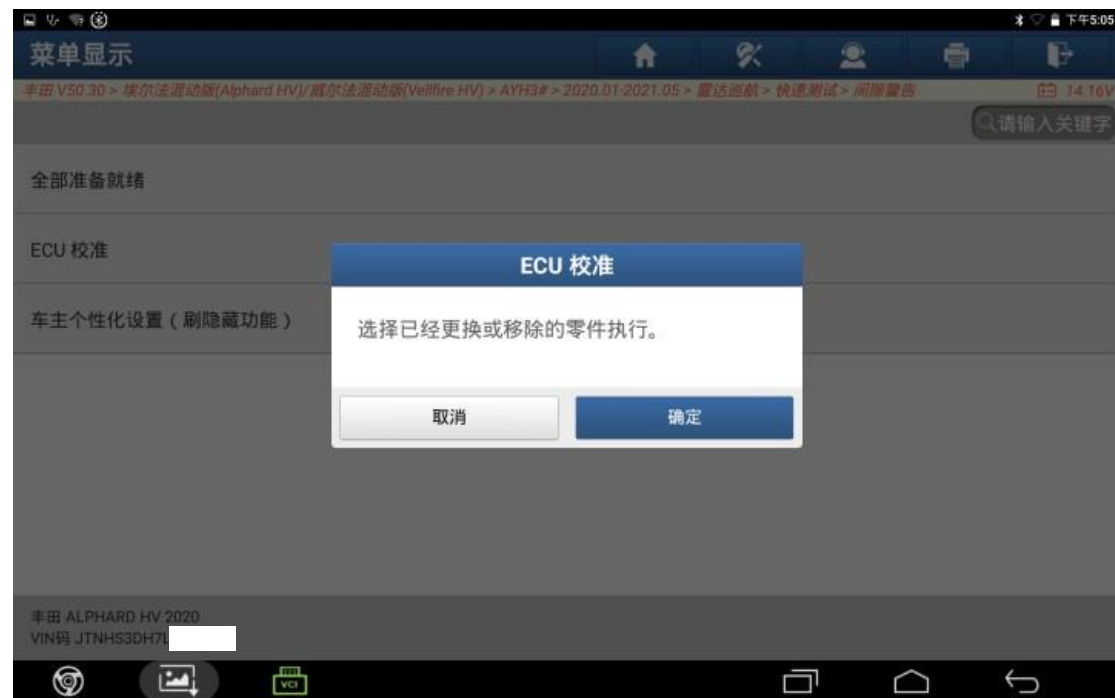 下午5:05
菜单显示
丰田 V50.30 > 埃尔法混动版(Alphard HV)/ 威尔法混动版(Vellfire HV) > AYH3# > 2020.01-2021.05 > 雷达巡航 > 快速测试 > 间隙警告 14.16V
请输入关键字
全部准备就绪
ECU 校准
车主个性化设置（刷隐藏功能）
ECU 校准
选择已经更换或移除的零件执行。
取消 确定
丰田 ALPHARD HV 2020
VIN码 JTNHS3DH7L
VCI